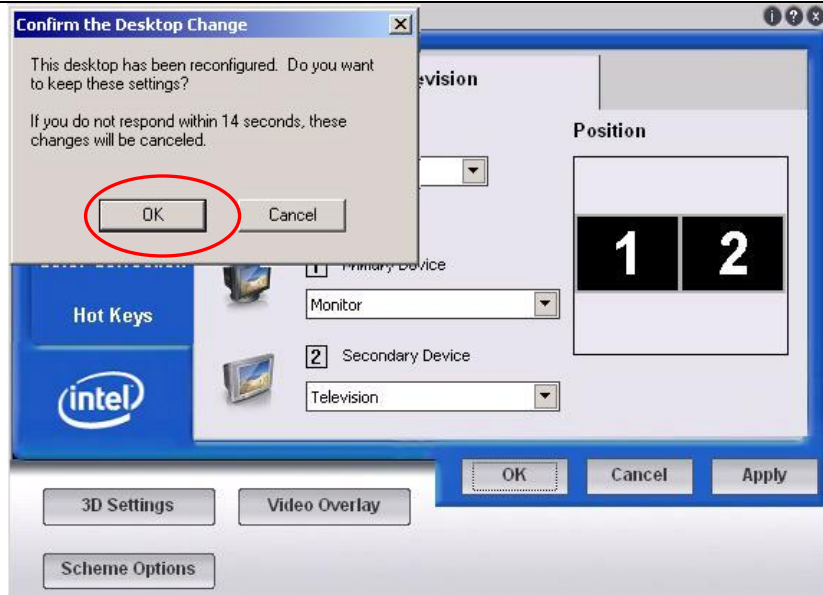 Confirm the Desktop Change
This desktop has been reconfigured. Do you want
to keep these settings?
If you do not respond within 14 seconds, these
changes will be canceled.
OK Cancel
evision
Position
1 2
1 Primary Device
Monitor
Hot Keys
2 Secondary Device
Television
intel
OK Cancel Apply
3D Settings Video Overlay
Scheme Options